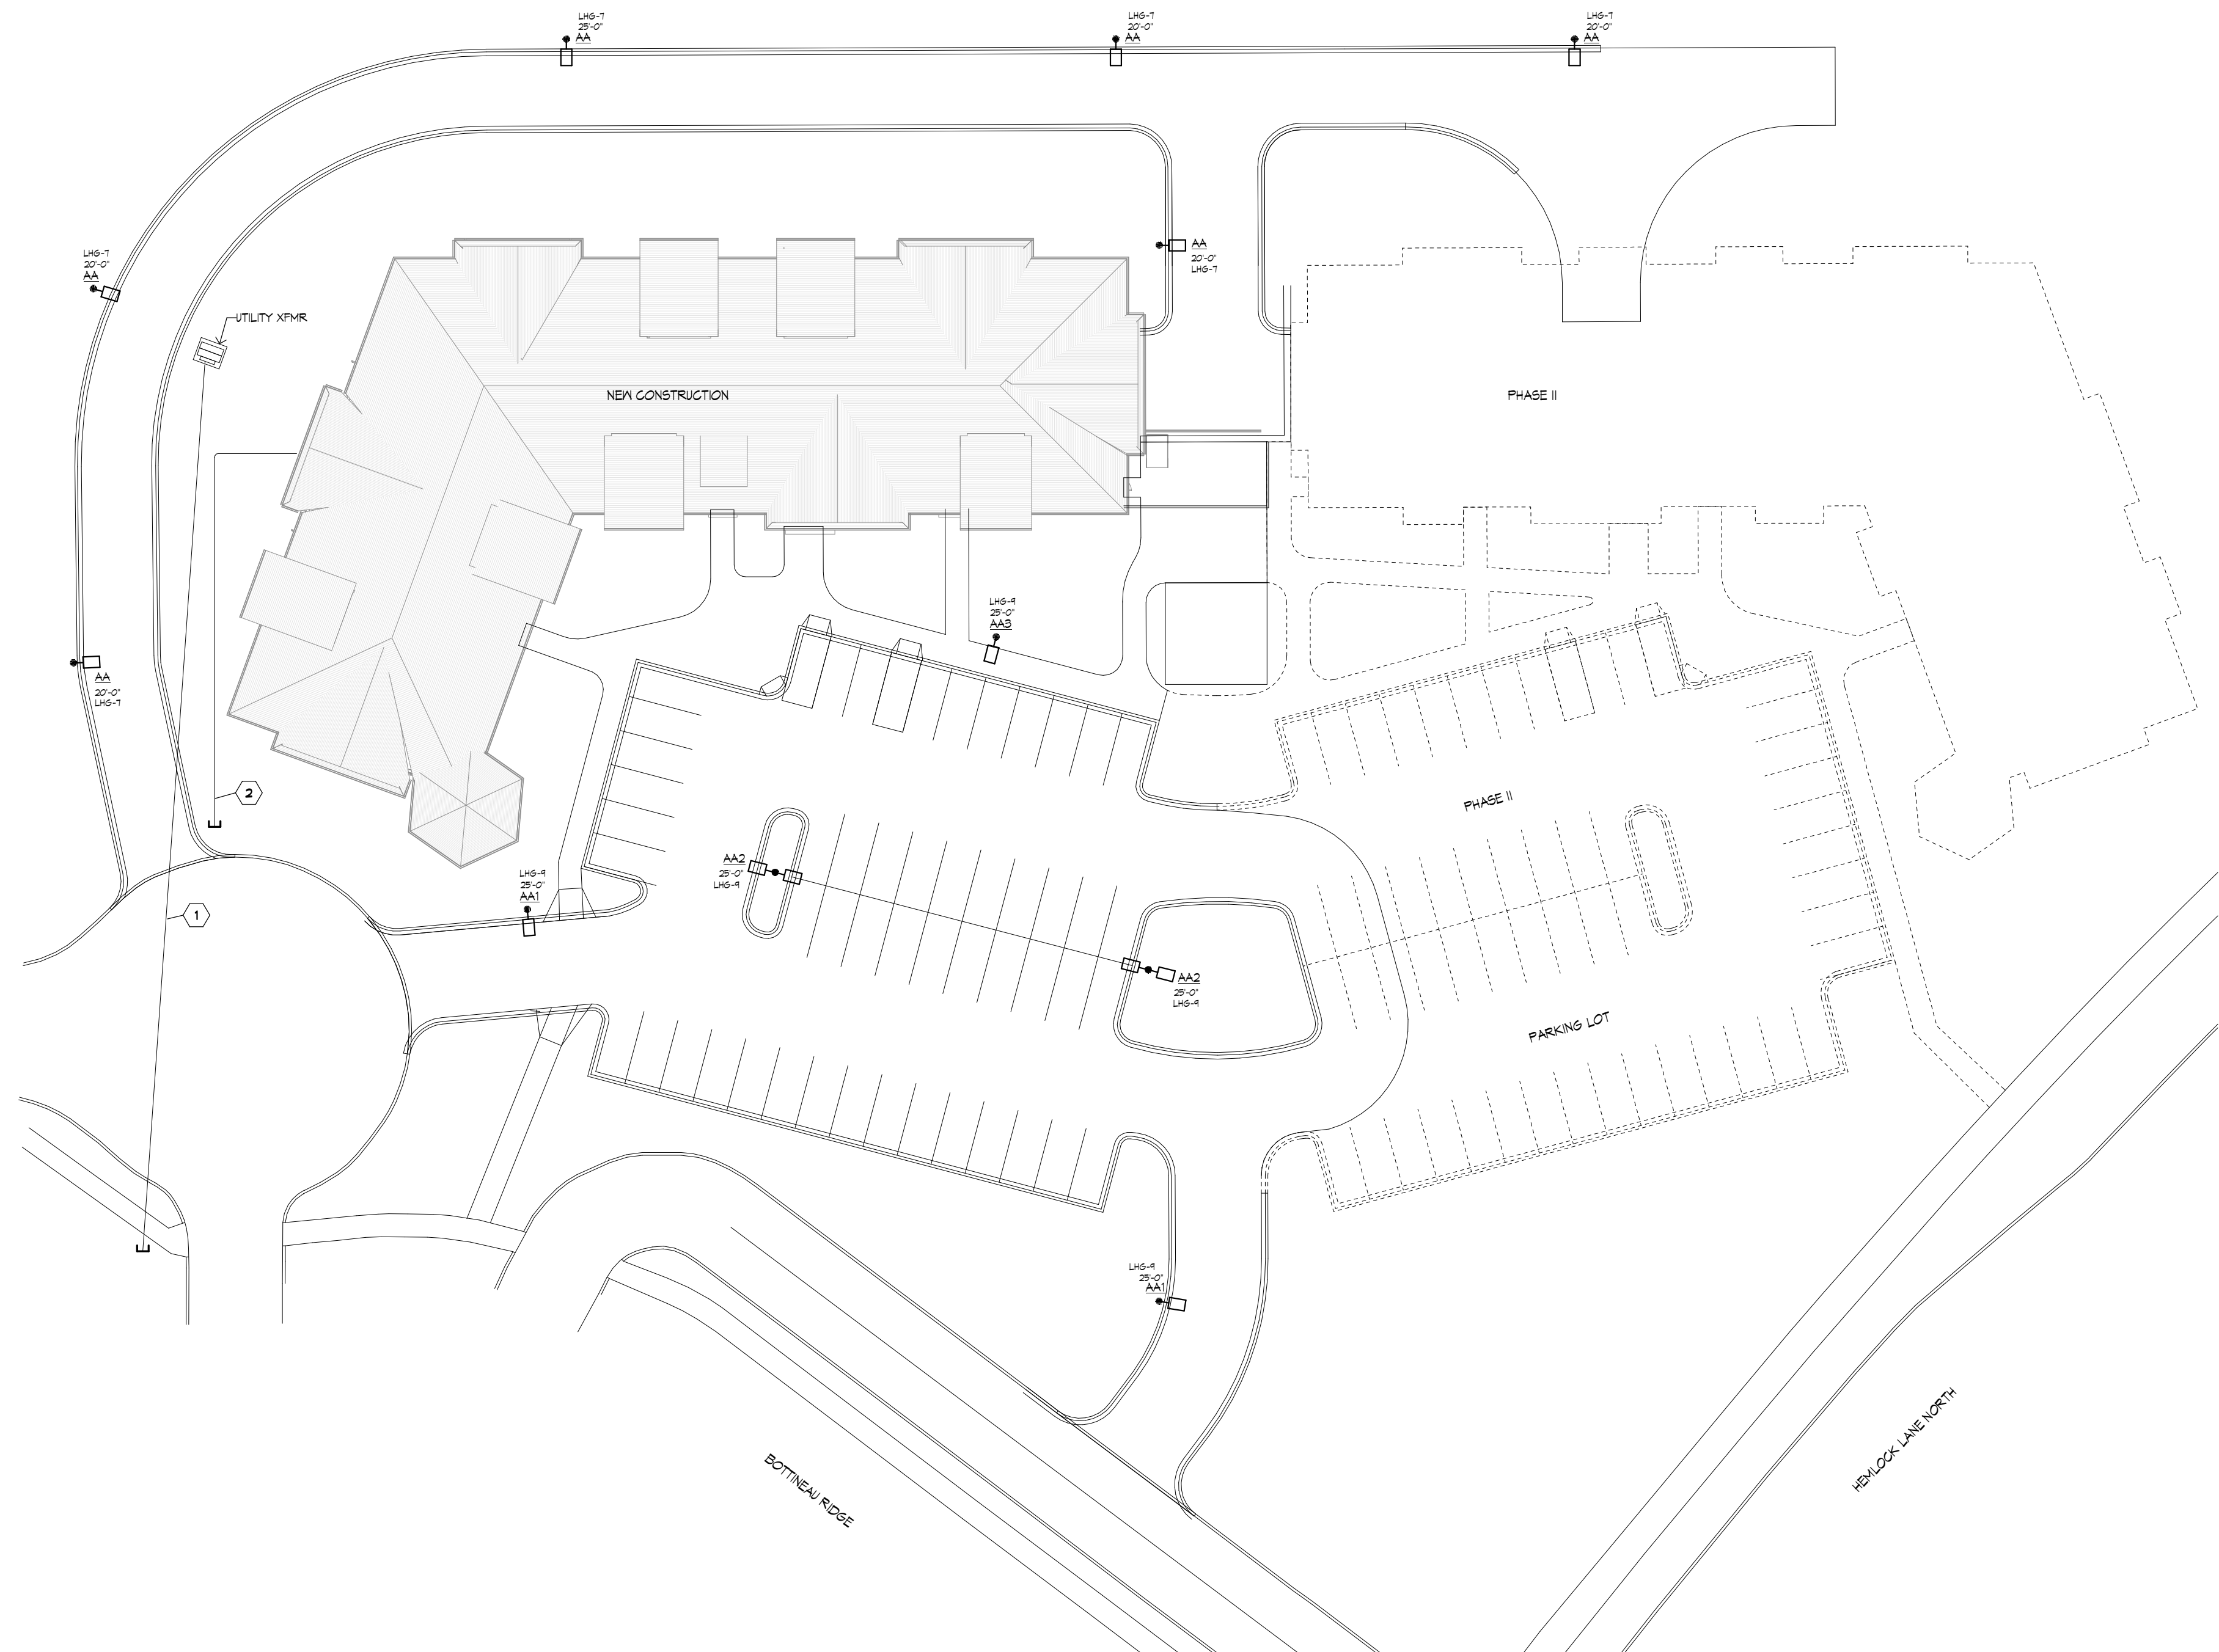 LHG-7
25'-0"
AA
LHG-7
20'-0"
AA
LHG-7
20'-0"
AA
LHG-7
20'-0"
AA
AA
20'-0"
LHG-7
UTILITY XFMR
NEW CONSTRUCTION
PHASE II
LHG-9
25'-0"
AA3
AA
20'-0"
LHG-7
2
PHASE II
AA2
25'-0"
LHG-9
LHG-9
25'-0"
AA1
1
AA2
25'-0"
LHG-9
PARKING LOT
LHG-9
25'-0"
AA1
BOTTINEAU RIDGE
HEMLOCK LANE NORTH